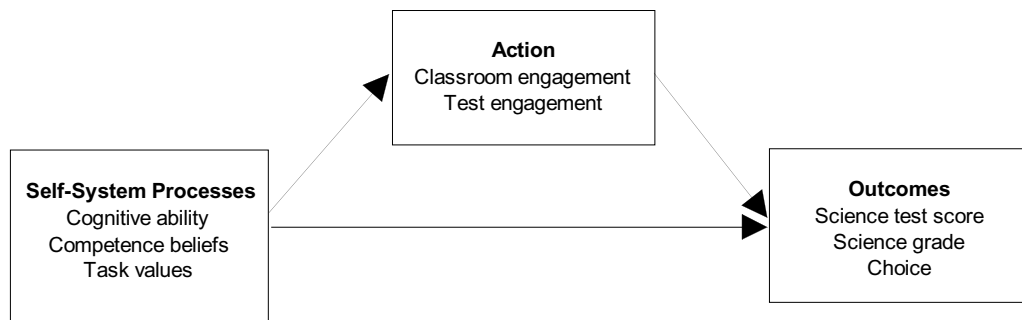 Action
Classroom engagement
Test engagement
Self-System Processes
Cognitive ability
Competence beliefs
Task values
Outcomes
Science test score
Science grade
Choice